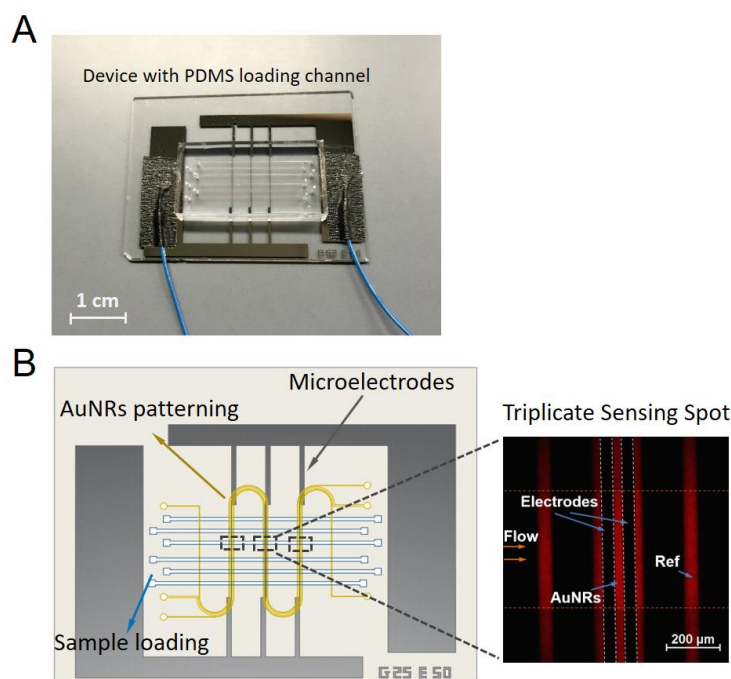 A
Device with PDMS loading channel
1 cm
B
Microelectrodes
AuNRs patterning
Triplicate Sensing Spot
Electrodes
Flow
Ref
AuNRs
200 µm
Sample loading
G25 E 50